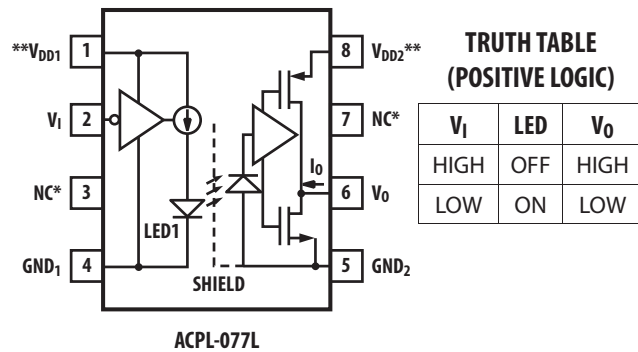 **VDD1 1
VI 2
NC* 3
GND1 4
LED1
SHIELD
IO
8 VDD2**
7 NC*
6 VO
5 GND2
ACPL-077L
TRUTH TABLE
(POSITIVE LOGIC)
VI LED VO
HIGH OFF HIGH
LOW ON LOW